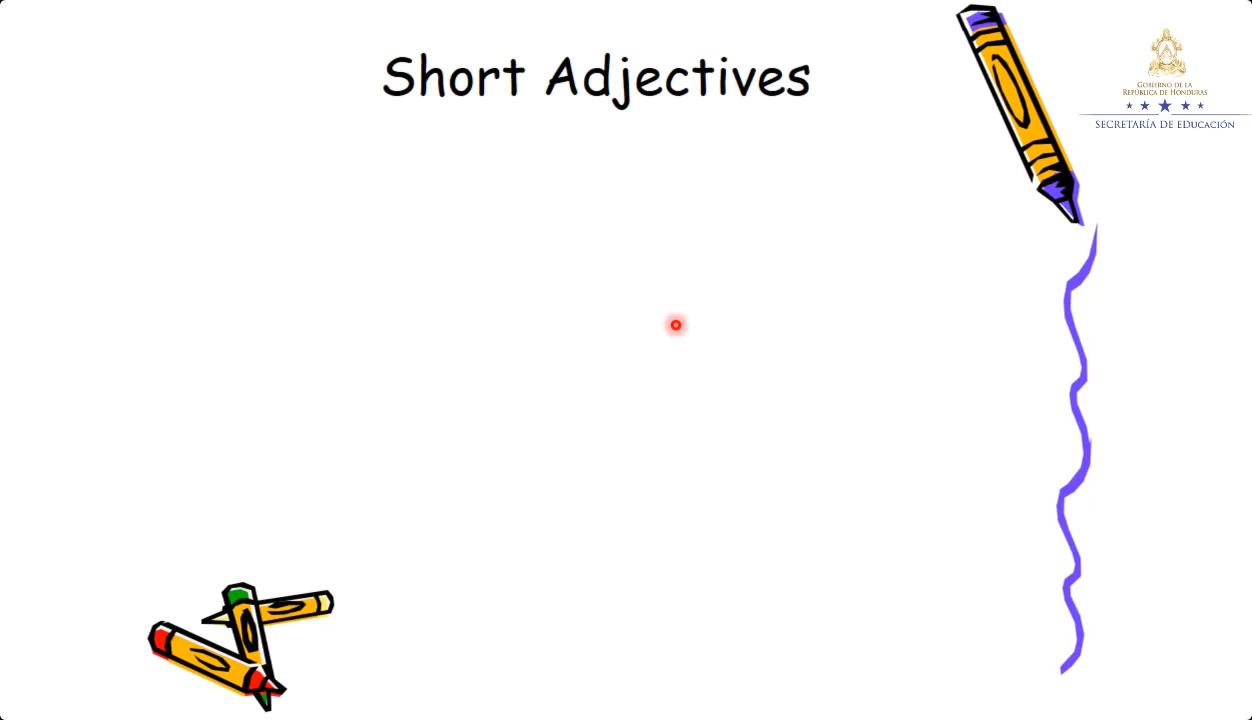 Short Adjectives
GOBIERNO DE LA
REPÚBLICA DE HONDURAS
SECRETARÍA DE EDUCACIÓN